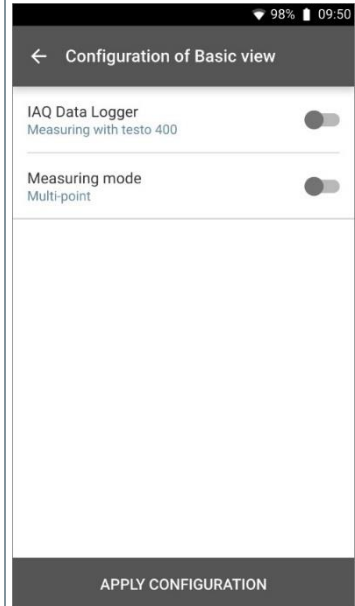 98% 09:50
Configuration of Basic view
IAQ Data Logger
Measuring with testo 400
Measuring mode
Multi-point
APPLY CONFIGURATION